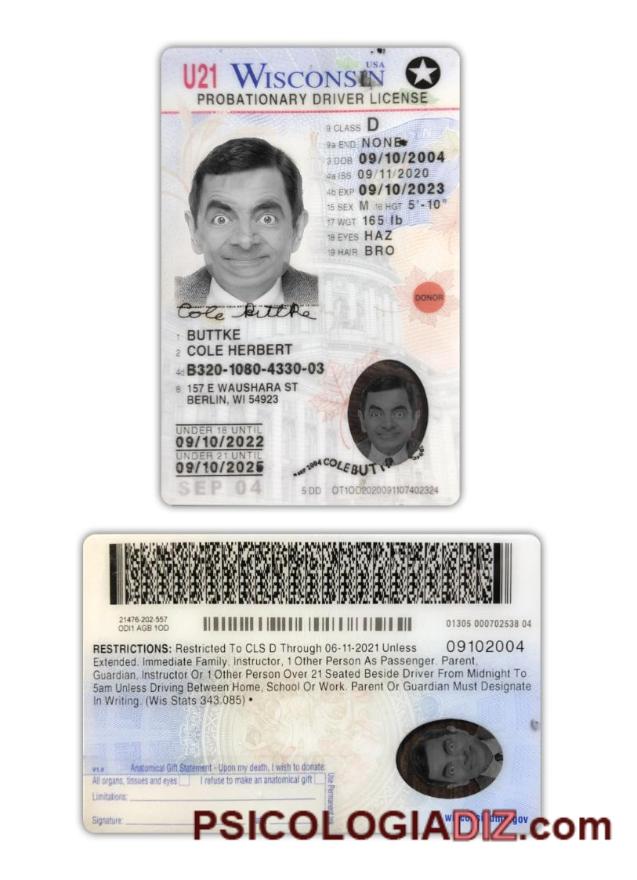 U21 WISCONSIN USA
PROBATIONARY DRIVER LICENSE
9 CLASS D
9a END NONE
3 DOB 09/10/2004
4a ISS 09/11/2020
4b EXP 09/10/2023
15 SEX M 16 HGT 5'-10"
17 WGT 165 lb
18 EYES HAZ
19 HAIR BRO
DONOR
Cole Buttke
1 BUTTKE
2 COLE HERBERT
4d B320-1080-4330-03
8 157 E WAUSHARA ST
BERLIN, WI 54923
UNDER 18 UNTIL
09/10/2022
UNDER 21 UNTIL
09/10/2025
SEP 04
COLEBUTT
5 DD OT1OD2020091107402324
21476-202-557
ODI1 AGB 1OD
01305 000702538 04
RESTRICTIONS: Restricted To CLS D Through 06-11-2021 Unless 09102004
Extended. Immediate Family, Instructor, 1 Other Person As Passenger. Parent,
Guardian, Instructor Or 1 Other Person Over 21 Seated Beside Driver From Midnight To
5am Unless Driving Between Home, School Or Work. Parent Or Guardian Must Designate
In Writing. (Wis Stats 343.085) •
Anatomical Gift Statement - Upon my death, I wish to donate:
All organs, tissues and eyes I refuse to make an anatomical gift
Limitations:
Signature:
PSICOLOGIADIZ.com